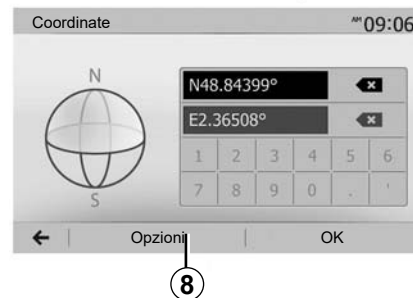 Coordinate
AM 09:06
N
S
N48.84399°
E2.36508°
1 2 3 4 5 6
7 8 9 0 . '
Opzioni
OK
8